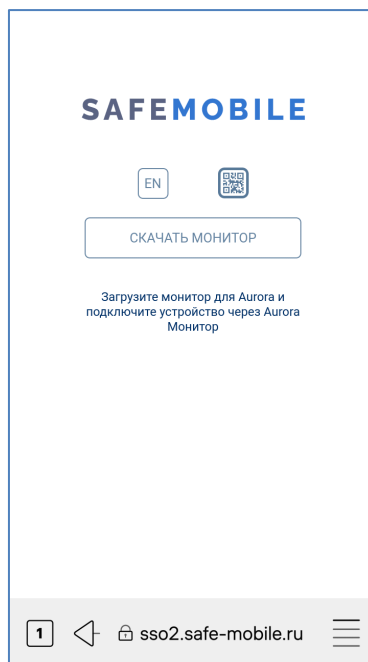 SAFEMOBILE
EN
СКАЧАТЬ МОНИТОР
Загрузите монитор для Aurora и
подключите устройство через Aurora
Монитор
1 sso2.safe-mobile.ru